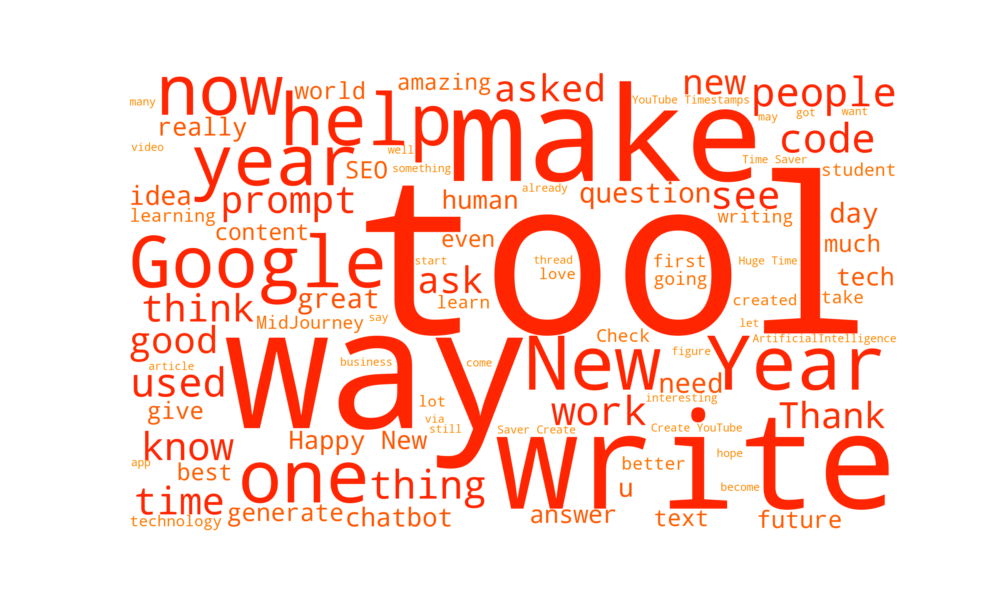 many
now
world
amazing
asked
YouTube Timestamps
new
people
really
help
make
may
got
want
code
video
year
SEO
well
something
Time Saver
student
idea
prompt
human
already
question
see
learning
content
writing
day
Google
even
tool
much
think
great
start
ask
thread
love
first
going
Huge Time
tech
learn
created
take
MidJourney
say
let
good
way
Check
ArtificialIntelligence
article
business
come
New Year
figure
used
need
give
lot
interesting
work
Thank
via
still
know
Happy New
Saver Create
Create YouTube
write
app
best
one
thing
better
hope
time
u
become
technology
generate
chatbot
answer
text
future